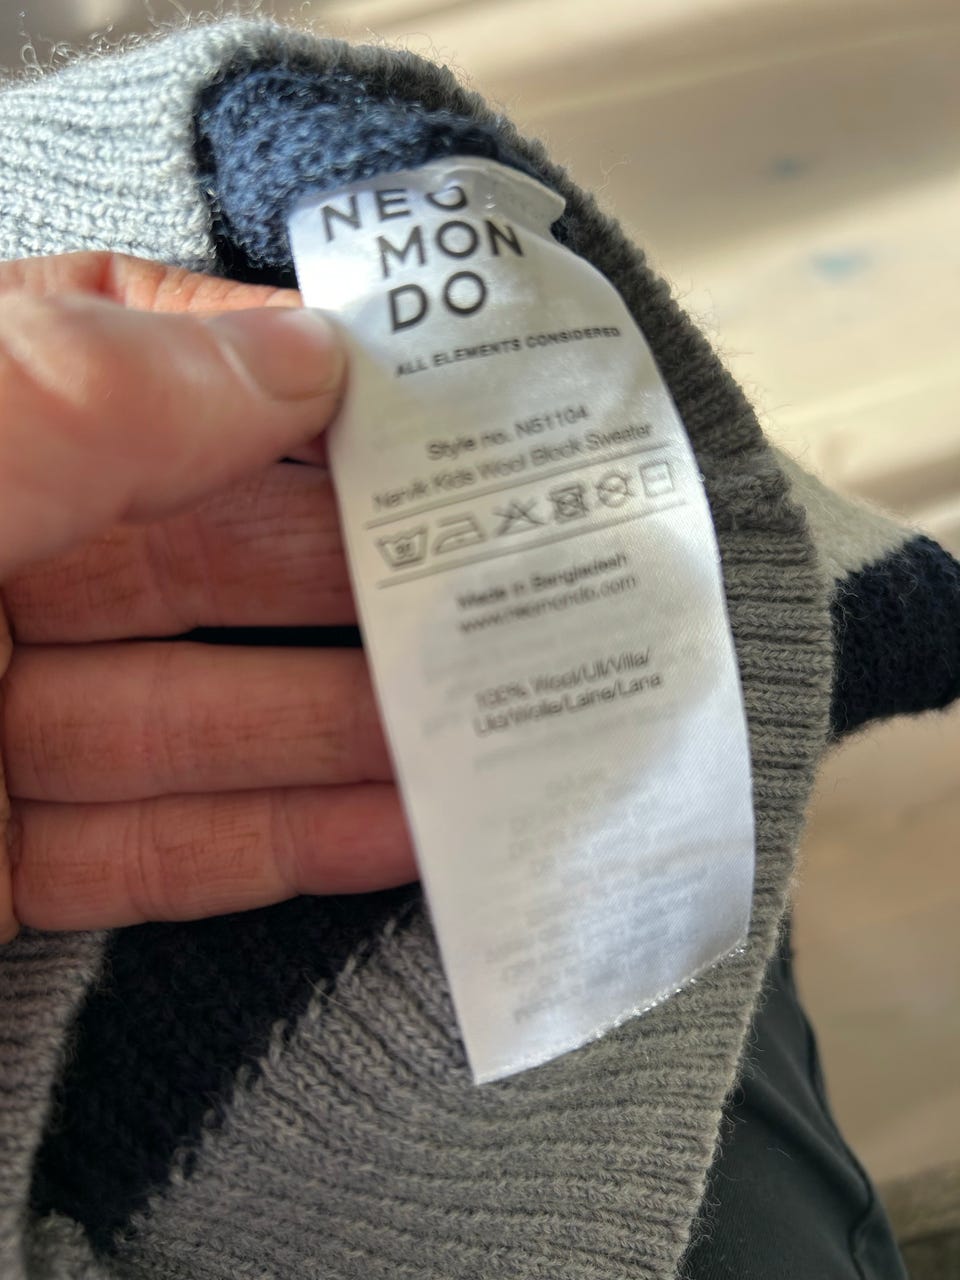 NEO
MON
DO
ALL ELEMENTS CONSIDERED
Style no. N51104
Narvik Kids Wool Block Sweater
Made in Bangladesh
www.neomondo.com
100% Wool/Ull/Villa/
Uld/Wolle/Laine/Lana